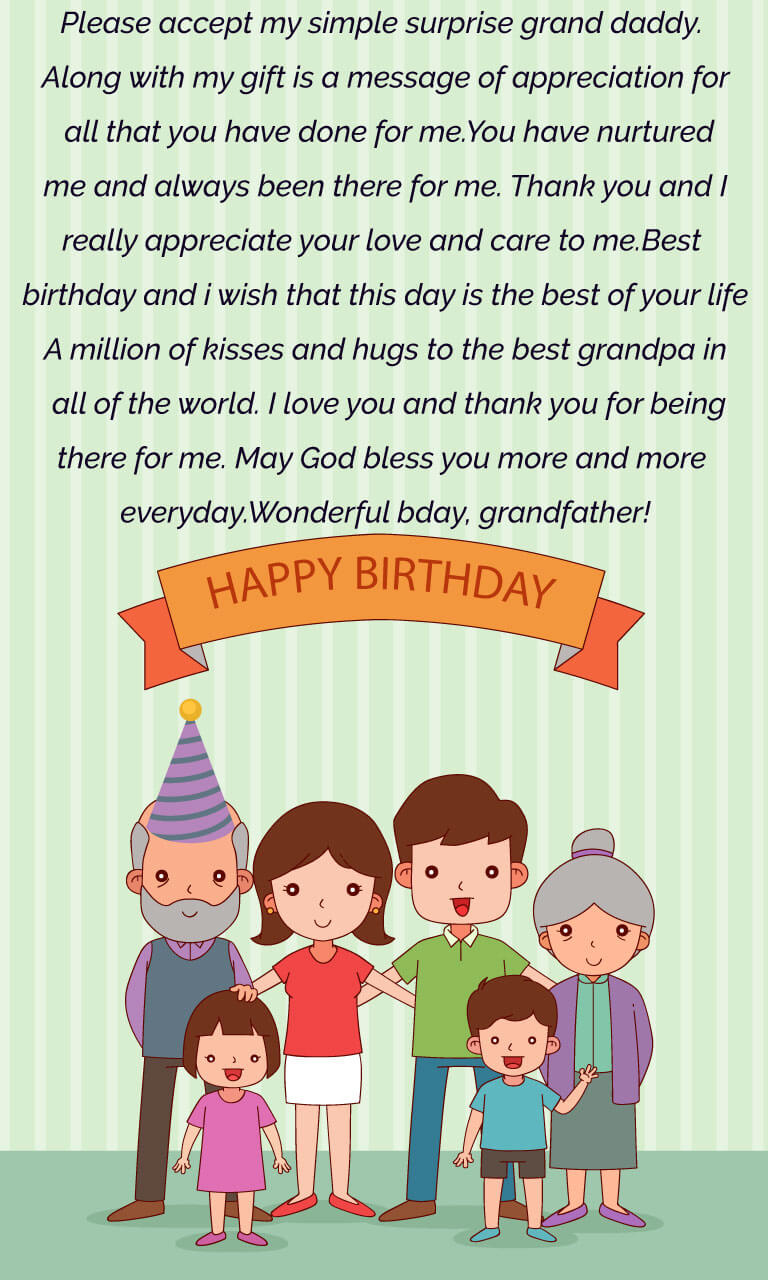 Please accept my simple surprise grand daddy.
Along with my gift is a message of appreciation for
all that you have done for me.You have nurtured
me and always been there for me. Thank you and I
really appreciate your love and care to me.Best
birthday and i wish that this day is the best of your life
A million of kisses and hugs to the best grandpa in
all of the world. I love you and thank you for being
there for me. May God bless you more and more
everyday.Wonderful bday, grandfather!
HAPPY BIRTHDAY